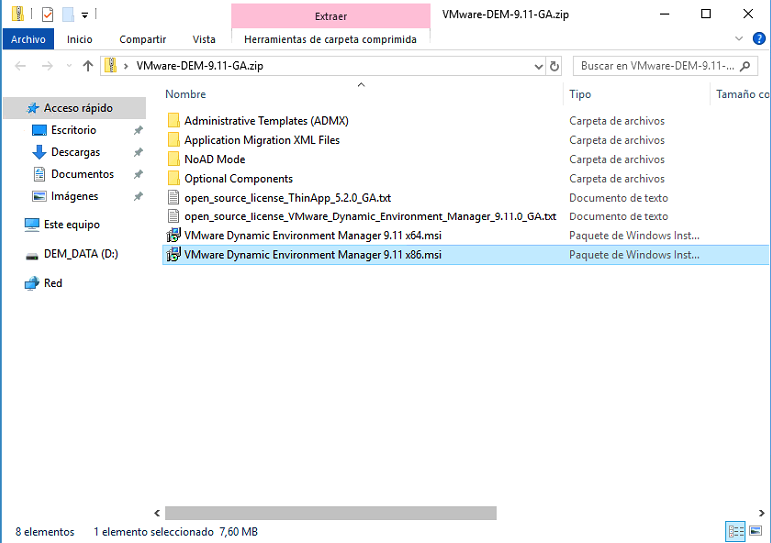 Extraer
VMware-DEM-9.11-GA.zip
Archivo Inicio Compartir Vista Herramientas de carpeta comprimida
VMware-DEM-9.11-GA.zip
Buscar en VMware-DEM-9.11-...
Nombre Tipo Tamaño co
Acceso rápido
Escritorio
Descargas
Documentos
Imágenes
Este equipo
DEM_DATA (D:)
Red
Administrative Templates (ADMX) Carpeta de archivos
Application Migration XML Files Carpeta de archivos
NoAD Mode Carpeta de archivos
Optional Components Carpeta de archivos
open_source_license_ThinApp_5.2.0_GA.txt Documento de texto
open_source_license_VMware_Dynamic_Environment_Manager_9.11.0_GA.txt Documento de texto
VMware Dynamic Environment Manager 9.11 x64.msi Paquete de Windows Inst...
VMware Dynamic Environment Manager 9.11 x86.msi Paquete de Windows Inst...
8 elementos 1 elemento seleccionado 7,60 MB